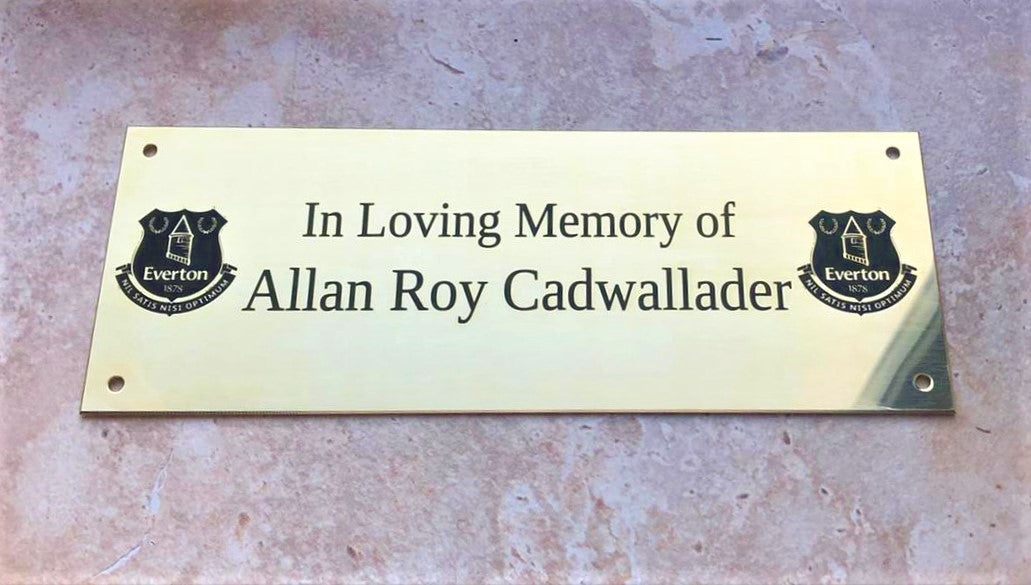 In Loving Memory of
Allan Roy Cadwallader
Everton
1878
NIL SATIS NISI OPTIMUM
Everton
1878
NIL SATIS NISI OPTIMUM